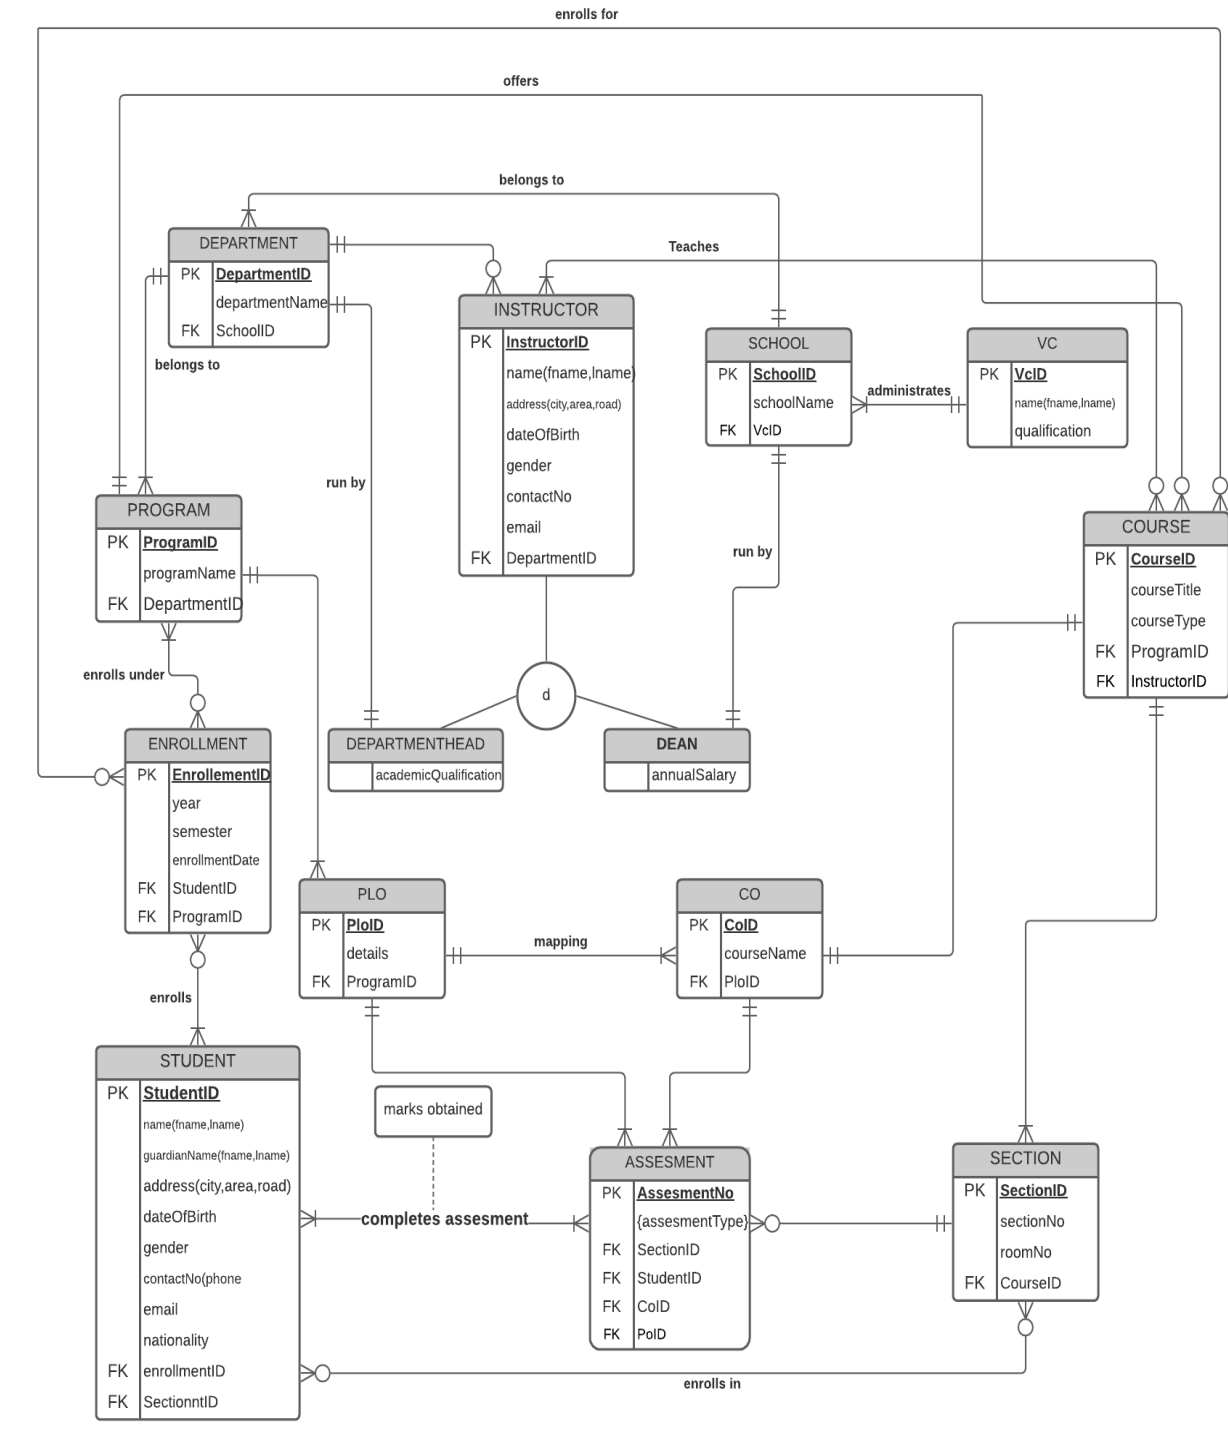 enrolls for
offers
belongs to
DEPARTMENT
PK DepartmentID
departmentName
FK SchoolID
Teaches
INSTRUCTOR
PK InstructorID
name(fname,lname)
address(city,area,road)
dateOfBirth
gender
contactNo
email
FK DepartmentID
SCHOOL
PK SchoolID
schoolName
FK VcID
administrates
VC
PK VcID
name(fname,lname)
qualification
belongs to
run by
run by
PROGRAM
PK ProgramID
programName
FK DepartmentID
COURSE
PK CourseID
courseTitle
courseType
FK ProgramID
FK InstructorID
enrolls under
d
ENROLLMENT
PK EnrollementID
year
semester
enrollmentDate
FK StudentID
FK ProgramID
DEPARTMENTHEAD
academicQualification
DEAN
annualSalary
PLO
PK PloID
details
FK ProgramID
mapping
CO
PK CoID
courseName
FK PloID
enrolls
STUDENT
PK StudentID
name(fname,lname)
guardianName(fname,lname)
address(city,area,road)
dateOfBirth
gender
contactNo(phone
email
nationality
FK enrollmentID
FK SectionntID
marks obtained
completes assesment
ASSESMENT
PK AssesmentNo
{assesmentType}
FK SectionID
FK StudentID
FK CoID
FK PoID
SECTION
PK SectionID
sectionNo
roomNo
FK CourseID
enrolls in